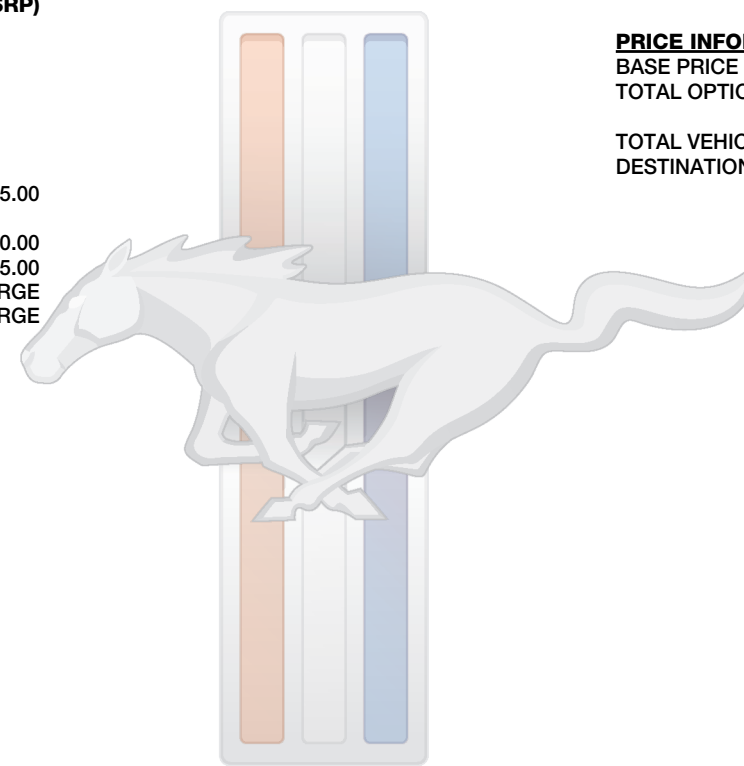 SRP)
PRICE INFO
BASE PRICE
TOTAL OPTIO
TOTAL VEHIC
DESTINATION
5.00
0.00
5.00
RGE
RGE